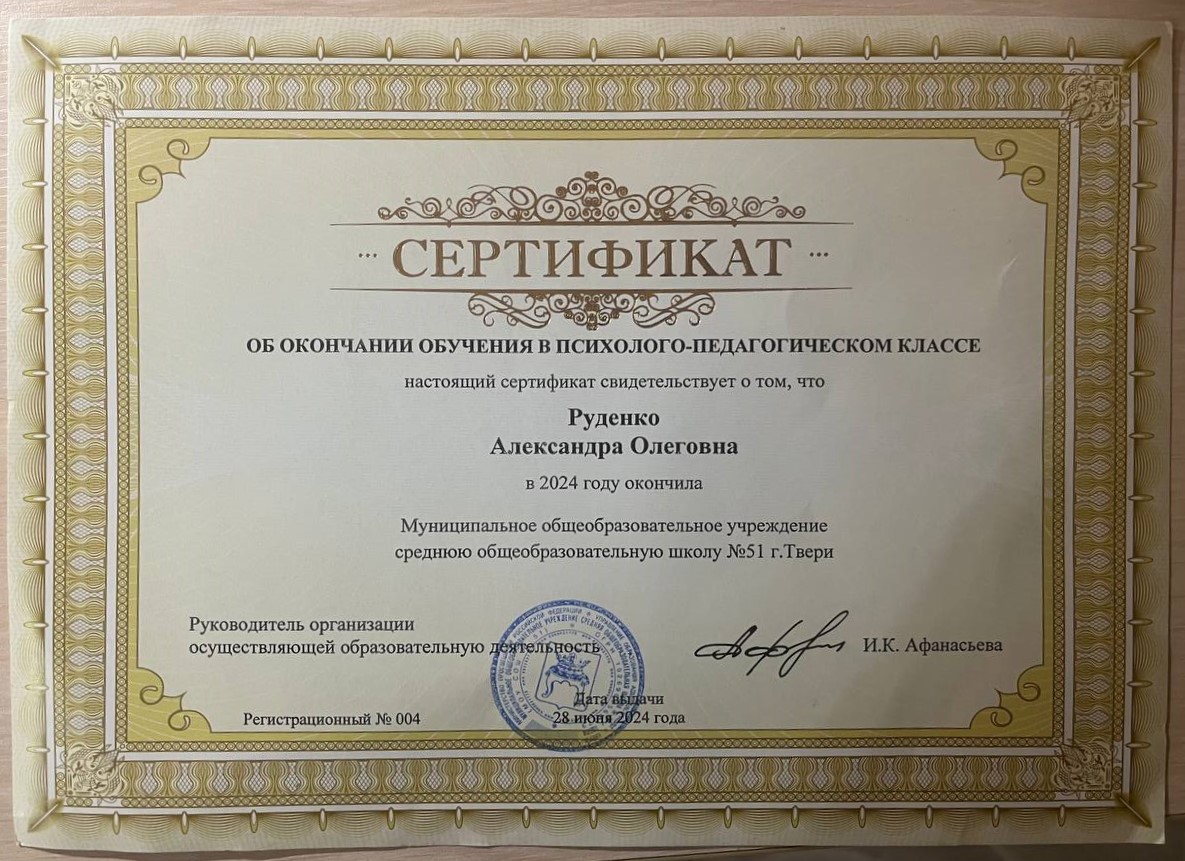 СЕРТИФИКАТ
ОБ ОКОНЧАНИИ ОБУЧЕНИЯ В ПСИХОЛОГО-ПЕДАГОГИЧЕСКОМ КЛАССЕ
настоящий сертификат свидетельствует о том, что
Руденко
Александра Олеговна
в 2024 году окончила
Муниципальное общеобразовательное учреждение
среднюю общеобразовательную школу №51 г.Твери
Руководитель организации
осуществляющей образовательную деятельность
И.К. Афанасьева
Дата выдачи
Регистрационный № 004
28 июня 2024 года